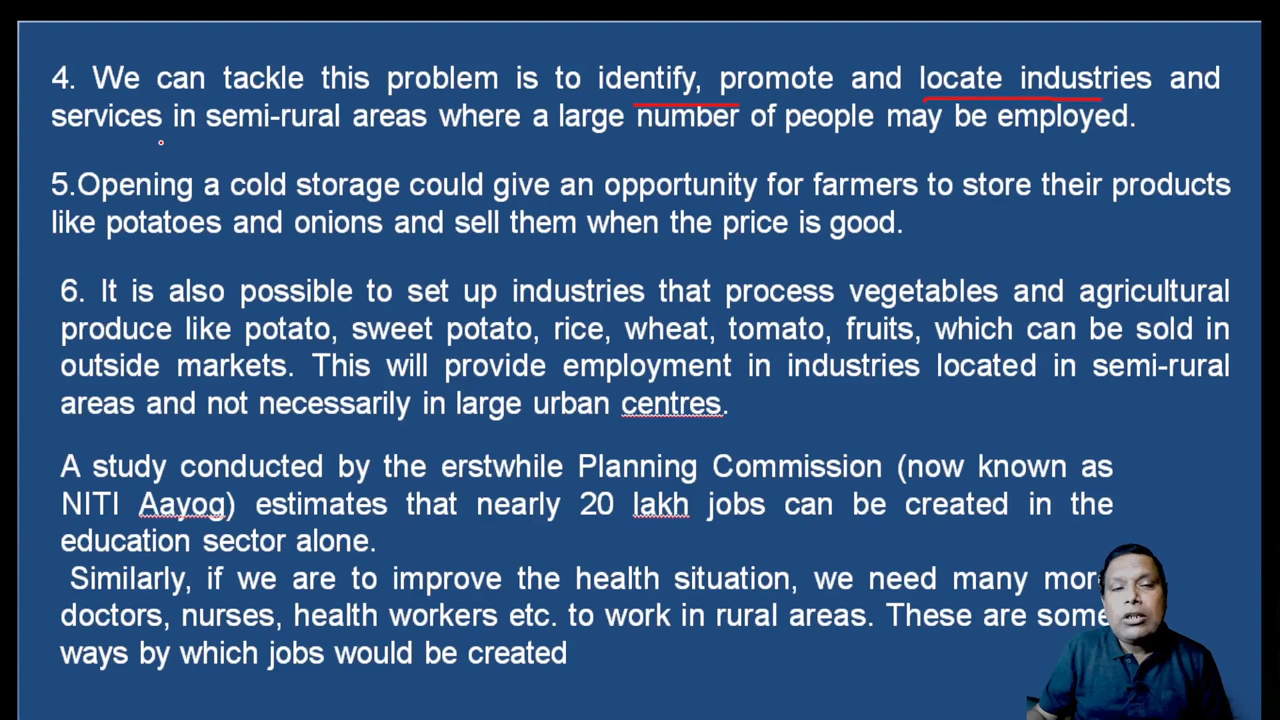 4. We can tackle this problem is to identify, promote and locate industries and
services in semi-rural areas where a large number of people may be employed.
5.Opening a cold storage could give an opportunity for farmers to store their products
like potatoes and onions and sell them when the price is good.
6. It is also possible to set up industries that process vegetables and agricultural
produce like potato, sweet potato, rice, wheat, tomato, fruits, which can be sold in
outside markets. This will provide employment in industries located in semi-rural
areas and not necessarily in large urban centres.
A study conducted by the erstwhile Planning Commission (now known as
NITI Aayog) estimates that nearly 20 lakh jobs can be created in the
education sector alone.
Similarly, if we are to improve the health situation, we need many more
doctors, nurses, health workers etc. to work in rural areas. These are some
ways by which jobs would be created